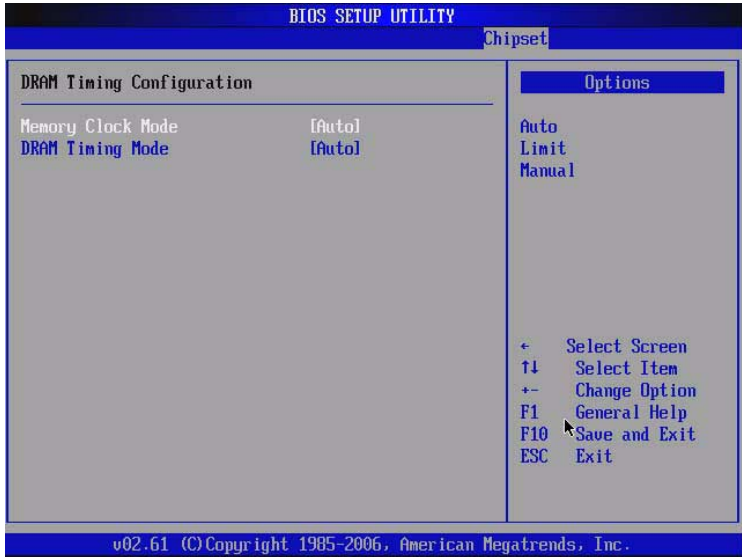 BIOS SETUP UTILITY
Chipset
DRAM Timing Configuration
Memory Clock Mode [Auto]
DRAM Timing Mode [Auto]
Options
Auto
Limit
Manual
← Select Screen
↑↓ Select Item
+- Change Option
F1 General Help
F10 Save and Exit
ESC Exit
v02.61 (C)Copyright 1985-2006, American Megatrends, Inc.